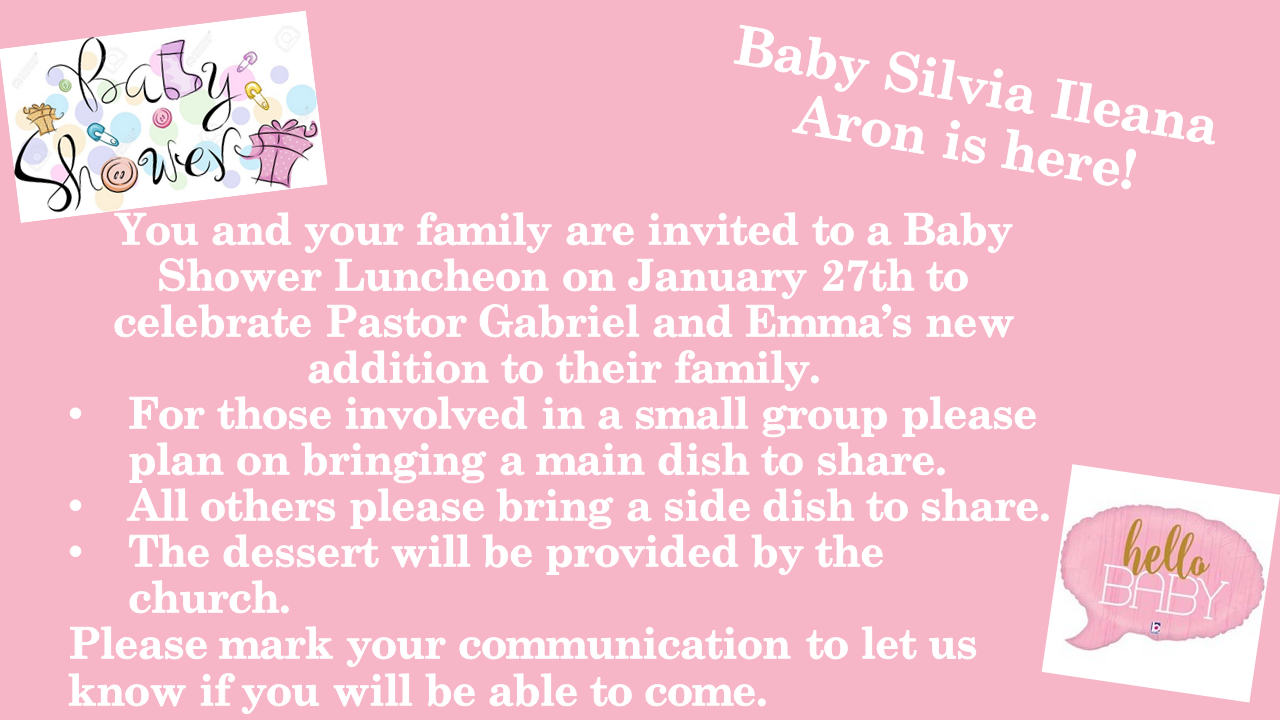 Baby
Shower
Baby Silvia Ileana
Aron is here!
You and your family are invited to a Baby
Shower Luncheon on January 27th to
celebrate Pastor Gabriel and Emma’s new
addition to their family.
• For those involved in a small group please
plan on bringing a main dish to share.
• All others please bring a side dish to share.
• The dessert will be provided by the
church.
Please mark your communication to let us
know if you will be able to come.
hello
BABY